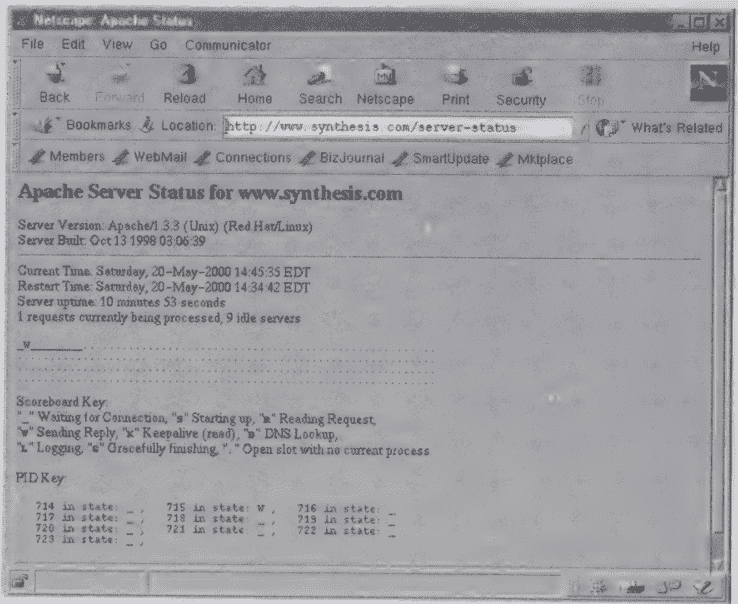 Netscape: Apache Status
File Edit View Go Communicator Help
Back Forward Reload Home Search Netscape Print Security Stop
Bookmarks Location: http://www.synthesis.com/server-status What's Related
Members WebMail Connections BizJournal SmartUpdate Mktplace
Apache Server Status for www.synthesis.com
Server Version: Apache/1.3.3 (Unix) (Red Hat/Linux)
Server Built: Oct 13 1998 03:06:39
Current Time: Saturday, 20-May-2000 14:45:35 EDT
Restart Time: Saturday, 20-May-2000 14:34:42 EDT
Server uptime: 10 minutes 53 seconds
1 requests currently being processed, 9 idle servers
_W________......................................................
................................................................
................................................................
................................................................
Scoreboard Key:
"_" Waiting for Connection, "S" Starting up, "R" Reading Request,
"W" Sending Reply, "K" Keepalive (read), "D" DNS Lookup,
"L" Logging, "G" Gracefully finishing, "." Open slot with no current process
PID Key:
714 in state: _ , 715 in state: W , 716 in state: _
717 in state: _ , 718 in state: _ , 719 in state: _
720 in state: _ , 721 in state: _ , 722 in state: _
723 in state: _ ,